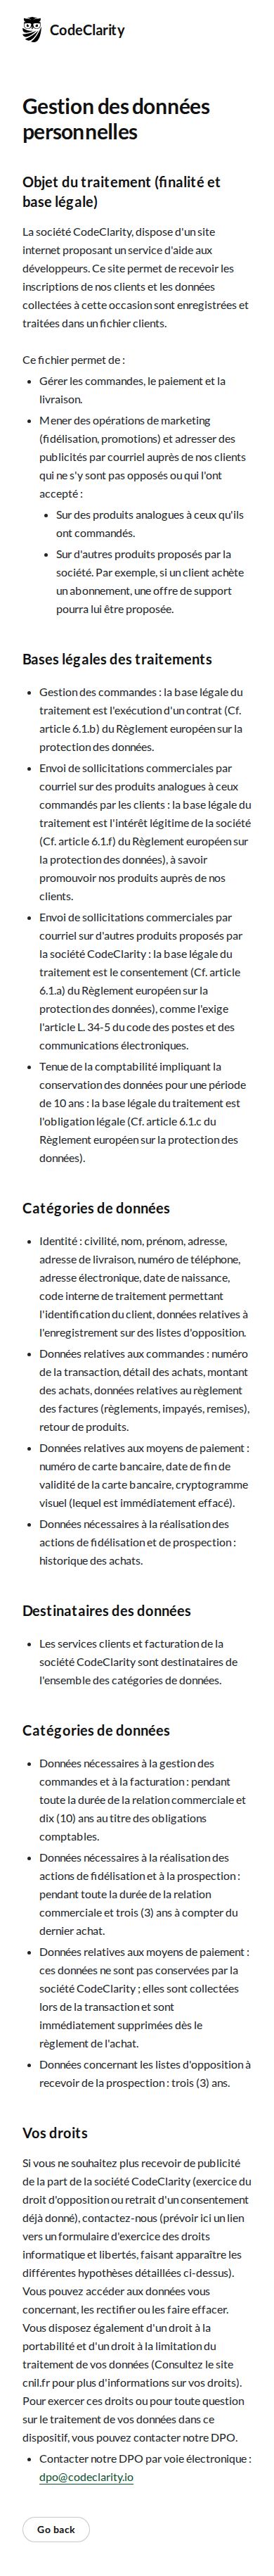 CodeClarity
Gestion des données
personnelles
Objet du traitement (finalité et
base légale)
La société CodeClarity, dispose d'un site
internet proposant un service d'aide aux
développeurs. Ce site permet de recevoir les
inscriptions de nos clients et les données
collectées à cette occasion sont enregistrées et
traitées dans un fichier clients.
Ce fichier permet de :
• Gérer les commandes, le paiement et la
livraison.
• Mener des opérations de marketing
(fidélisation, promotions) et adresser des
publicités par courriel auprès de nos clients
qui ne s'y sont pas opposés ou qui l'ont
accepté :
• Sur des produits analogues à ceux qu'ils
ont commandés.
• Sur d'autres produits proposés par la
société. Par exemple, si un client achète
un abonnement, une offre de support
pourra lui être proposée.
Bases légales des traitements
• Gestion des commandes : la base légale du
traitement est l'exécution d'un contrat (Cf.
article 6.1.b) du Règlement européen sur la
protection des données.
• Envoi de sollicitations commerciales par
courriel sur des produits analogues à ceux
commandés par les clients : la base légale du
traitement est l'intérêt légitime de la société
(Cf. article 6.1.f) du Règlement européen sur
la protection des données), à savoir
promouvoir nos produits auprès de nos
clients.
• Envoi de sollicitations commerciales par
courriel sur d'autres produits proposés par
la société CodeClarity : la base légale du
traitement est le consentement (Cf. article
6.1.a) du Règlement européen sur la
protection des données), comme l'exige
l'article L. 34-5 du code des postes et des
communications électroniques.
• Tenue de la comptabilité impliquant la
conservation des données pour une période
de 10 ans : la base légale du traitement est
l'obligation légale (Cf. article 6.1.c du
Règlement européen sur la protection des
données).
Catégories de données
• Identité : civilité, nom, prénom, adresse,
adresse de livraison, numéro de téléphone,
adresse électronique, date de naissance,
code interne de traitement permettant
l'identification du client, données relatives à
l'enregistrement sur des listes d'opposition.
• Données relatives aux commandes : numéro
de la transaction, détail des achats, montant
des achats, données relatives au règlement
des factures (règlements, impayés, remises),
retour de produits.
• Données relatives aux moyens de paiement :
numéro de carte bancaire, date de fin de
validité de la carte bancaire, cryptogramme
visuel (lequel est immédiatement effacé).
• Données nécessaires à la réalisation des
actions de fidélisation et de prospection :
historique des achats.
Destinataires des données
• Les services clients et facturation de la
société CodeClarity sont destinataires de
l'ensemble des catégories de données.
Catégories de données
• Données nécessaires à la gestion des
commandes et à la facturation : pendant
toute la durée de la relation commerciale et
dix (10) ans au titre des obligations
comptables.
• Données nécessaires à la réalisation des
actions de fidélisation et à la prospection :
pendant toute la durée de la relation
commerciale et trois (3) ans à compter du
dernier achat.
• Données relatives aux moyens de paiement :
ces données ne sont pas conservées par la
société CodeClarity ; elles sont collectées
lors de la transaction et sont
immédiatement supprimées dès le
règlement de l'achat.
• Données concernant les listes d'opposition à
recevoir de la prospection : trois (3) ans.
Vos droits
Si vous ne souhaitez plus recevoir de publicité
de la part de la société CodeClarity (exercice du
droit d'opposition ou retrait d'un consentement
déjà donné), contactez-nous (prévoir ici un lien
vers un formulaire d'exercice des droits
informatique et libertés, faisant apparaître les
différentes hypothèses détaillées ci-dessus).
Vous pouvez accéder aux données vous
concernant, les rectifier ou les faire effacer.
Vous disposez également d'un droit à la
portabilité et d'un droit à la limitation du
traitement de vos données (Consultez le site
cnil.fr pour plus d'informations sur vos droits).
Pour exercer ces droits ou pour toute question
sur le traitement de vos données dans ce
dispositif, vous pouvez contacter notre DPO.
• Contacter notre DPO par voie électronique :
dpo@codeclarity.io
Go back